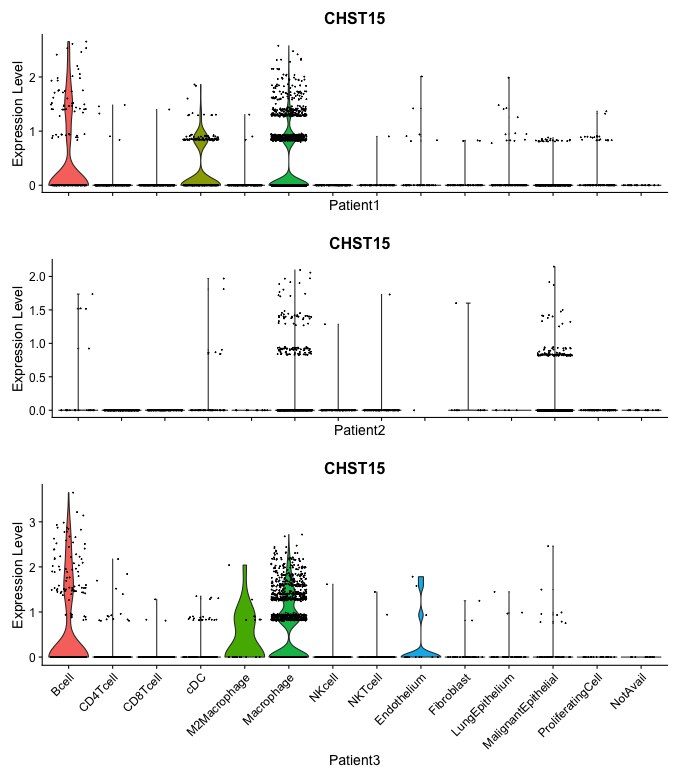 CHST15
Expression Level
2
1
0
Patient1
CHST15
Expression Level
2.0
1.5
1.0
0.5
0.0
Patient2
CHST15
Expression Level
3
2
1
0
Bcell
CD4Tcell
CD8Tcell
cDC
M2Macrophage
Macrophage
NKcell
NKTcell
Endothelium
Fibroblast
LungEpithelium
MalignantEpithelial
ProliferatingCell
NotAvail
Patient3